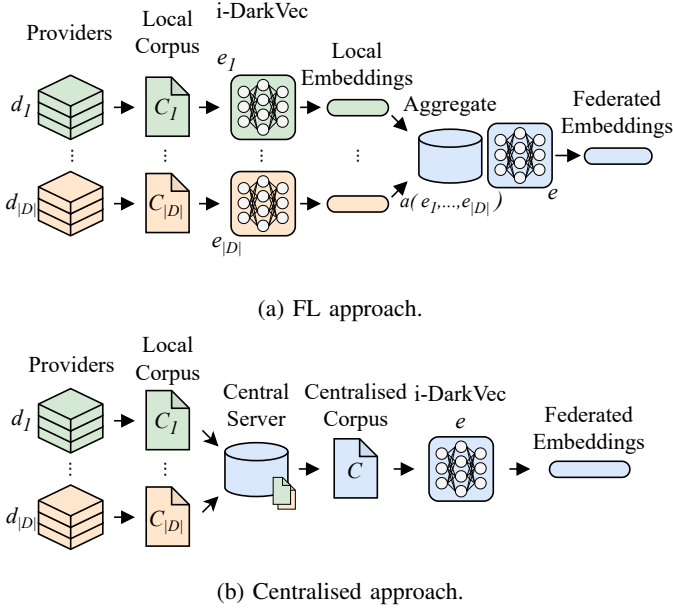 i-DarkVec
Providers
Local
Corpus
Local
Embeddings
Aggregate
Federated
Embeddings
d₁
C₁
e₁
⋮
d|D|
C|D|
e|D|
a( e₁,...,e|D| )
e
(a) FL approach.
Providers
Local
Corpus
Central
Server
Centralised
Corpus
i-DarkVec
e
Federated
Embeddings
d₁
C₁
C
⋮
d|D|
C|D|
(b) Centralised approach.